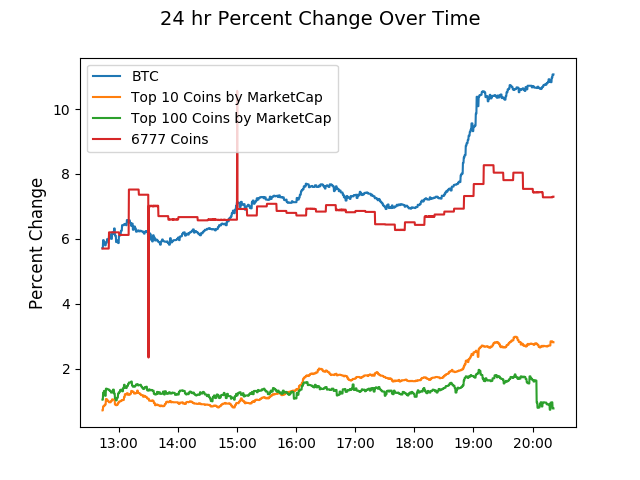 24 hr Percent Change Over Time
BTC
Top 10 Coins by MarketCap
Top 100 Coins by MarketCap
6777 Coins
Percent Change
10
8
6
4
2
13:00 14:00 15:00 16:00 17:00 18:00 19:00 20:00